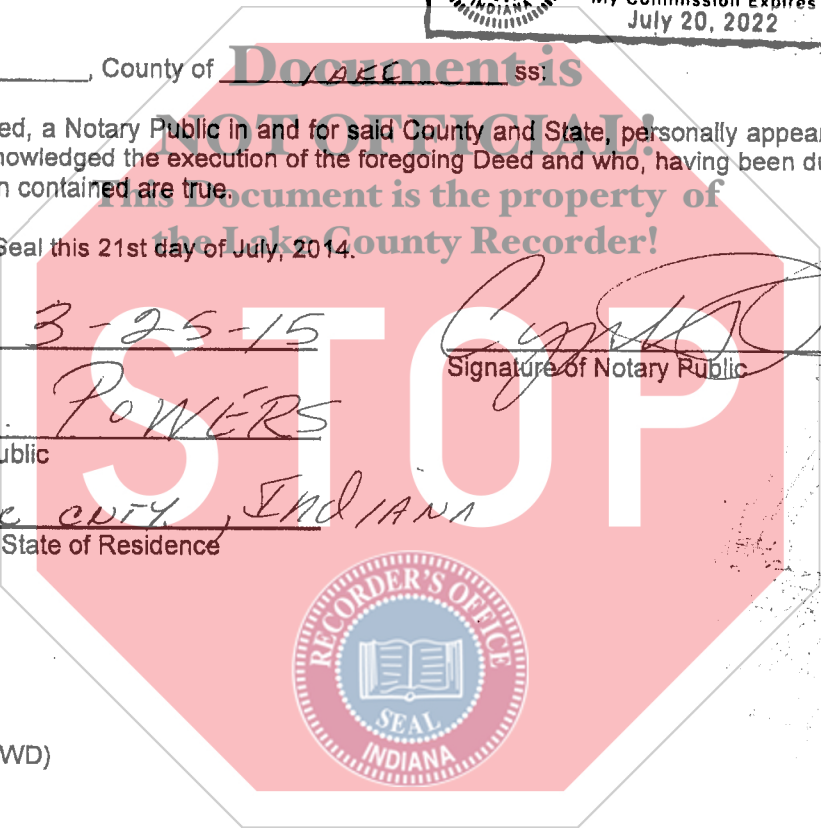 INDIANA
My Commission Expires
July 20, 2022
, County of LAKE ss:
Document is
ed, a Notary Public in and for said County and State, personally appear
NOT OFFICIAL!
nowledged the execution of the foregoing Deed and who, having been du
n contained are true.
This Document is the property of
the Lake County Recorder!
Seal this 21st day of July, 2014.
3-25-15
Signature of Notary Public
STOP
. POWERS
ublic
CNTY., INDIANA
State of Residence
RECORDER'S OFFICE
SEAL
INDIANA
WD)